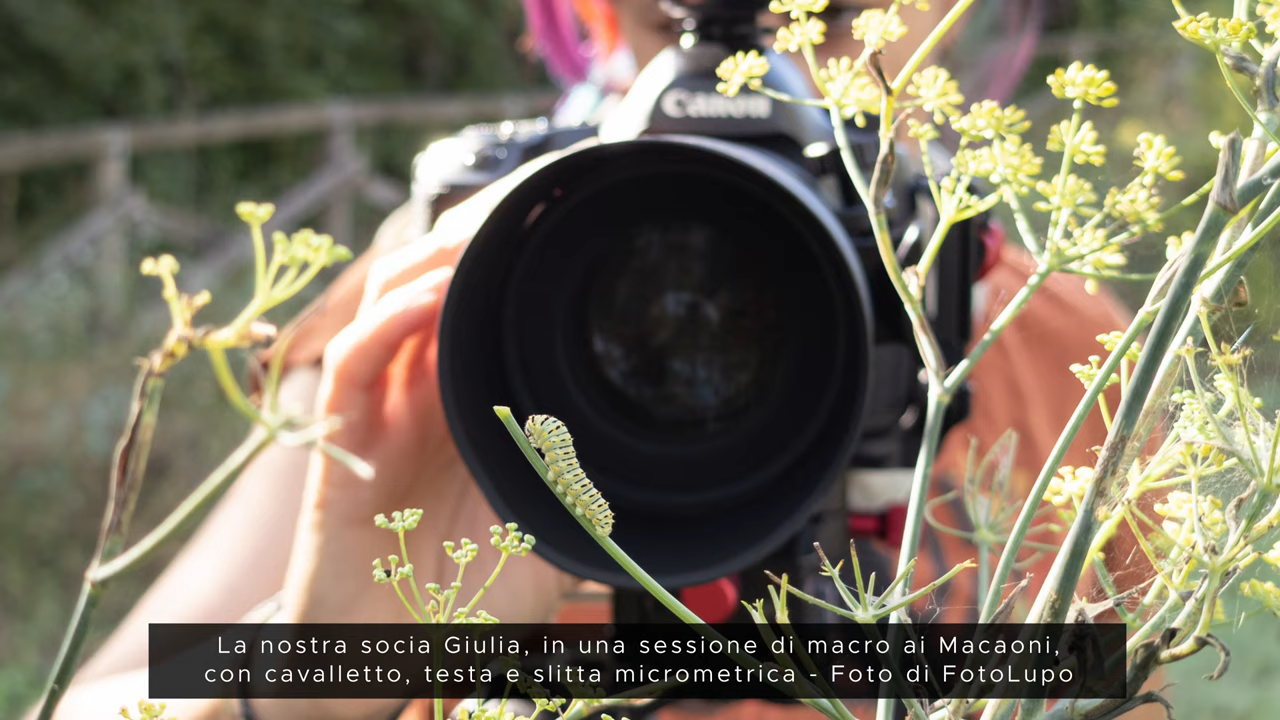 Canon
La nostra socia Giulia, in una sessione di macro ai Macaoni,
con cavalletto, testa e slitta micrometrica - Foto di FotoLupo